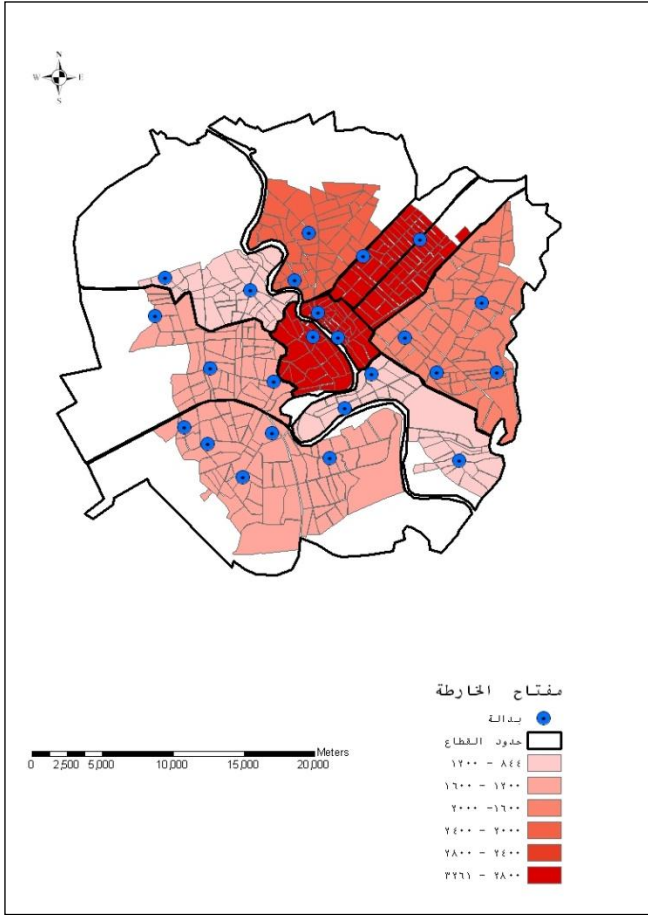 N
W E
S
مفتاح الخارطة
بدالة
حدود القطاع
٨٤٤ - ١٢٠٠
١٢٠٠ - ١٦٠٠
١٦٠٠- ٢٠٠٠
٢٠٠٠ - ٢٤٠٠
٢٤٠٠ - ٢٨٠٠
٢٨٠٠ - ٣٢٦١
Meters
0 2,500 5,000 10,000 15,000 20,000